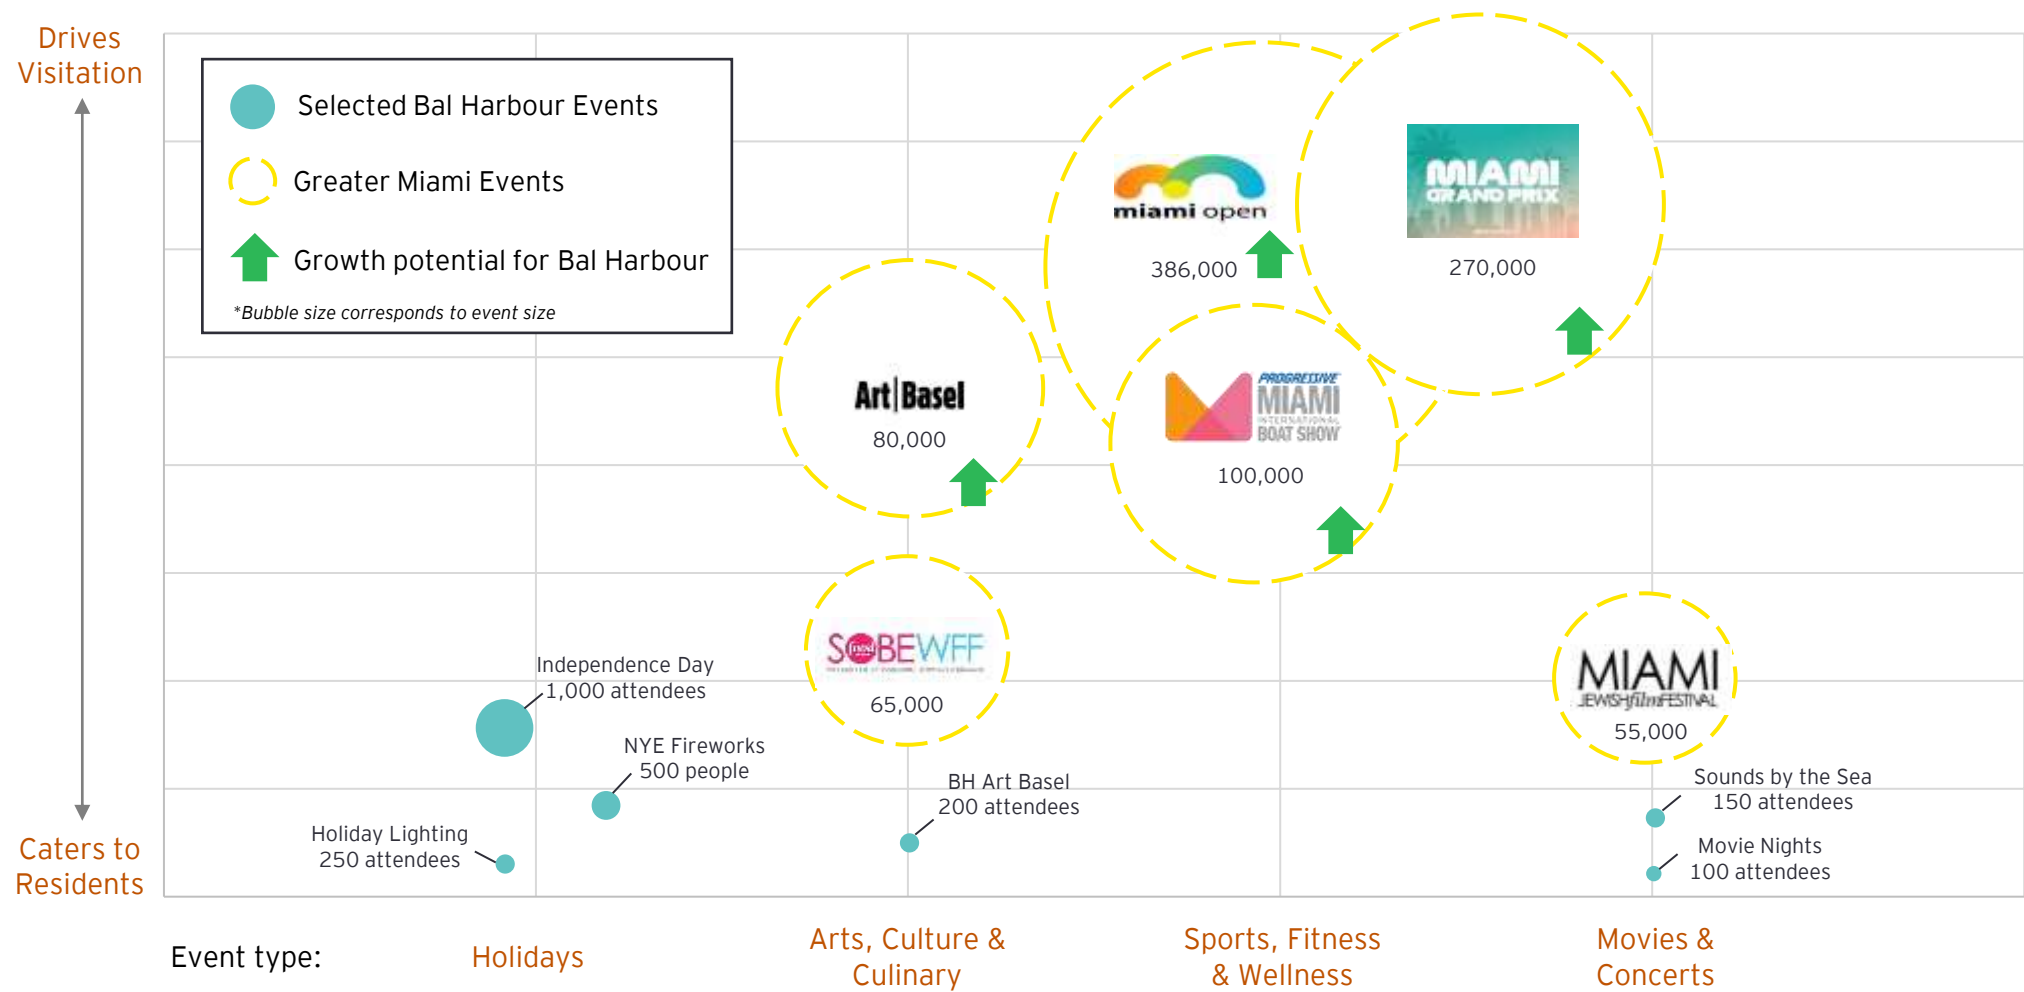 Drives
Visitation
Selected Bal Harbour Events
Greater Miami Events
Growth potential for Bal Harbour
*Bubble size corresponds to event size
miami open
386,000
MIAMI
GRAND PRIX
270,000
Art|Basel
80,000
PROGRESSIVE
MIAMI
INTERNATIONAL
BOAT SHOW
100,000
SOBEWFF
65,000
MIAMI
JEWISH film FESTIVAL
55,000
Independence Day
1,000 attendees
NYE Fireworks
500 people
Holiday Lighting
250 attendees
BH Art Basel
200 attendees
Sounds by the Sea
150 attendees
Movie Nights
100 attendees
Caters to
Residents
Event type:
Holidays
Arts, Culture &
Culinary
Sports, Fitness
& Wellness
Movies &
Concerts